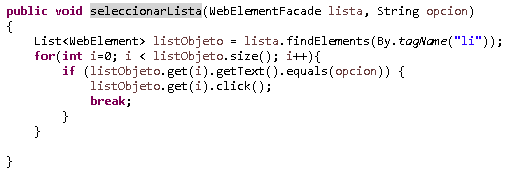 public void seleccionarLista(WebElementFacade lista, String opcion)
{
List<WebElement> listObjeto = lista.findElements(By.tagName("li"));
for(int i=0; i < listObjeto.size(); i++){
if (listObjeto.get(i).getText().equals(opcion)) {
listObjeto.get(i).click();
break;
}
}
}